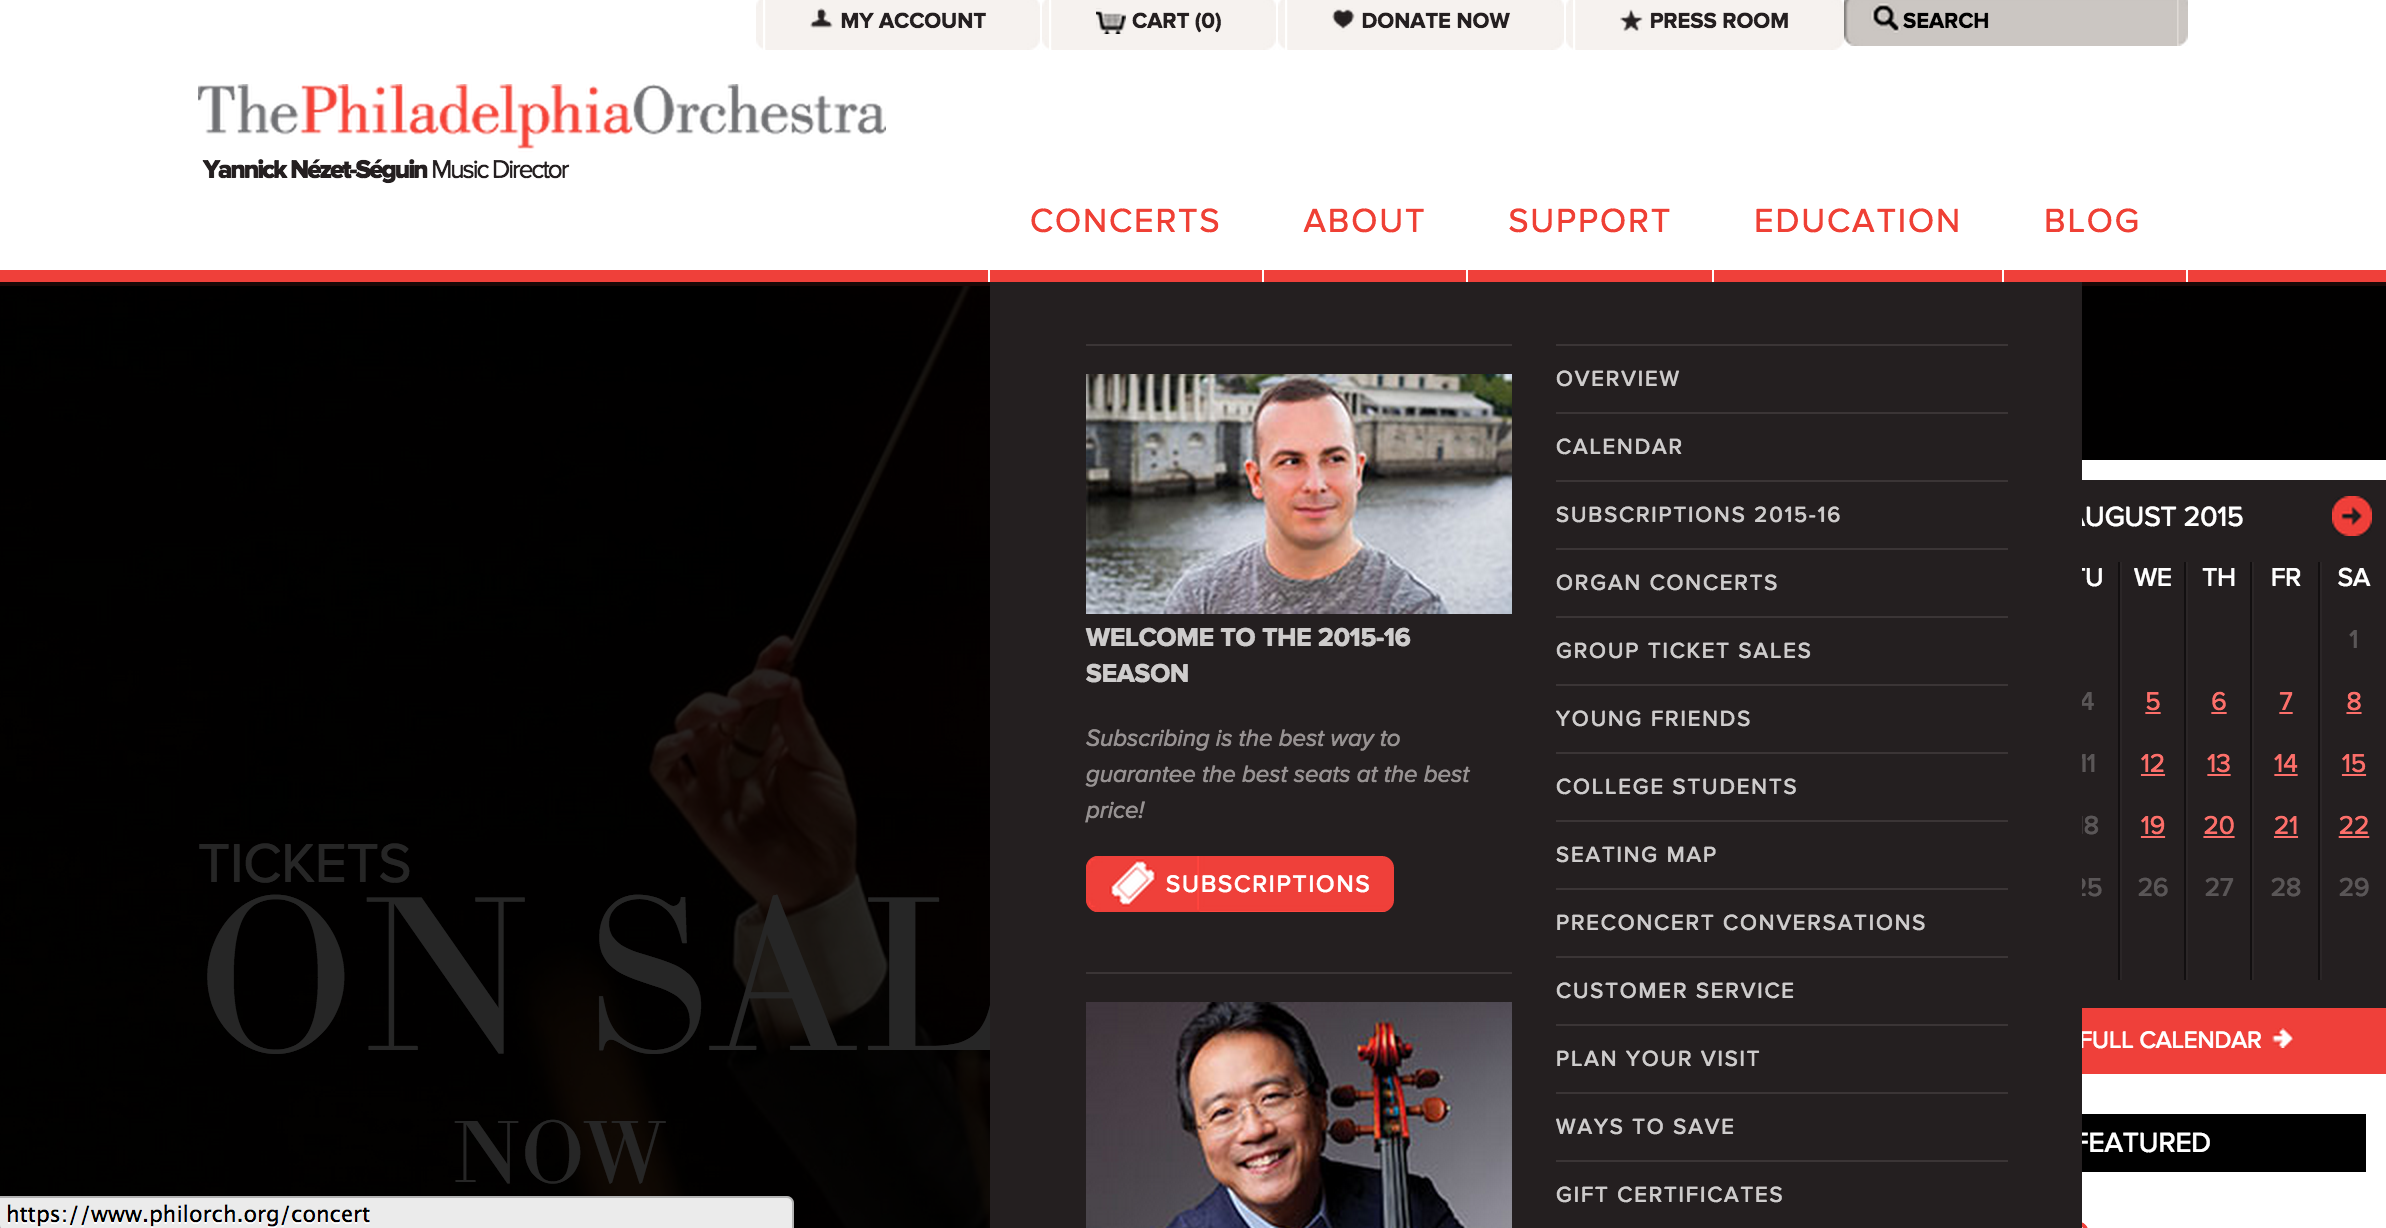 MY ACCOUNT
CART (0)
DONATE NOW
PRESS ROOM
SEARCH
ThePhiladelphiaOrchestra
Yannick Nézet-Séguin Music Director
CONCERTS
ABOUT
SUPPORT
EDUCATION
BLOG
TICKETS
ON SAL
NOW
WELCOME TO THE 2015-16
SEASON
Subscribing is the best way to
guarantee the best seats at the best
price!
SUBSCRIPTIONS
OVERVIEW
CALENDAR
SUBSCRIPTIONS 2015-16
ORGAN CONCERTS
GROUP TICKET SALES
YOUNG FRIENDS
COLLEGE STUDENTS
SEATING MAP
PRECONCERT CONVERSATIONS
CUSTOMER SERVICE
PLAN YOUR VISIT
WAYS TO SAVE
GIFT CERTIFICATES
AUGUST 2015
TU WE TH FR SA
1
4 5 6 7 8
11 12 13 14 15
18 19 20 21 22
25 26 27 28 29
FULL CALENDAR
FEATURED
https://www.philorch.org/concert